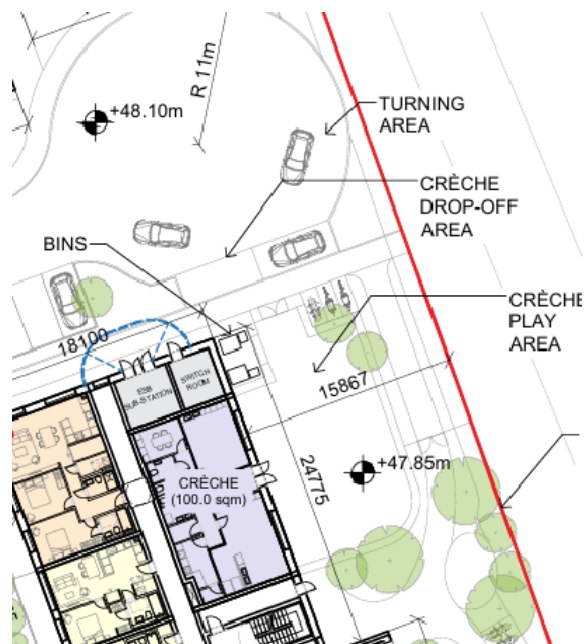 R 11m
+48.10m
TURNING
AREA
CRÈCHE
DROP-OFF
AREA
BINS
CRÈCHE
PLAY
AREA
18100
ESB
SUB-STATION
SWITCH
ROOM
15867
24775
+47.85m
CRÈCHE
(100.0 sqm)